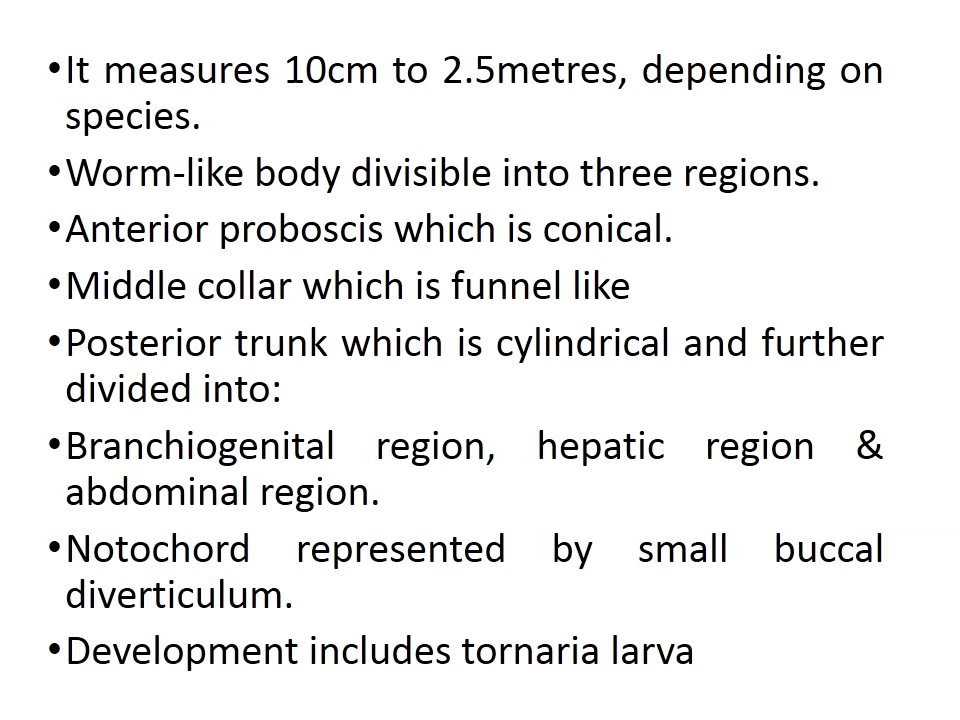 •It measures 10cm to 2.5metres, depending on
species.
•Worm-like body divisible into three regions.
•Anterior proboscis which is conical.
•Middle collar which is funnel like
•Posterior trunk which is cylindrical and further
divided into:
•Branchiogenital region, hepatic region &
abdominal region.
•Notochord represented by small buccal
diverticulum.
•Development includes tornaria larva